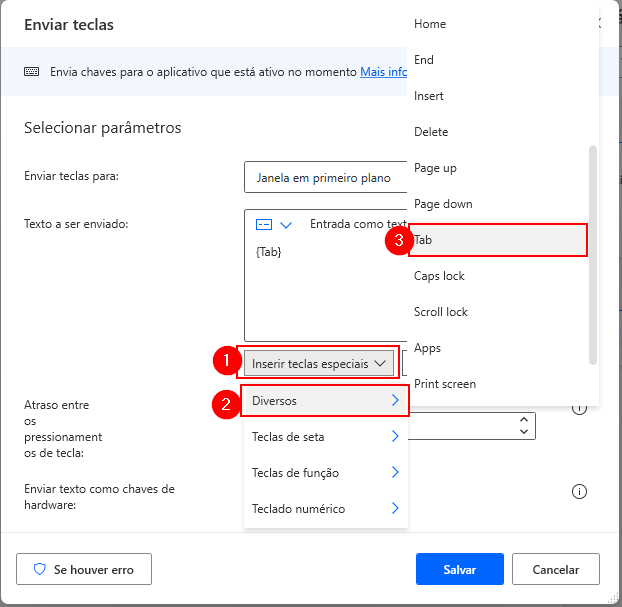 Enviar teclas
Envia chaves para o aplicativo que está ativo no momento Mais info
Selecionar parâmetros
Enviar teclas para:
Janela em primeiro plano
Texto a ser enviado:
Entrada como text
{Tab}
1
Inserir teclas especiais
2
Diversos
Teclas de seta
Teclas de função
Teclado numérico
Home
End
Insert
Delete
Page up
Page down
3
Tab
Caps lock
Scroll lock
Apps
Print screen
Atraso entre
os
pressionament
os de tecla:
Enviar texto como chaves de
hardware:
Se houver erro
Salvar
Cancelar